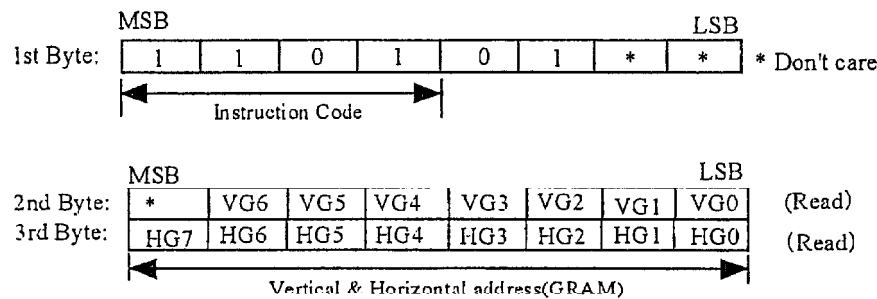 MSB LSB
1st Byte: 1 1 0 1 0 1 * * * Don't care
Instruction Code
MSB LSB
2nd Byte: * VG6 VG5 VG4 VG3 VG2 VG1 VG0 (Read)
3rd Byte: HG7 HG6 HG5 HG4 HG3 HG2 HG1 HG0 (Read)
Vertical & Horizontal address(GRAM)